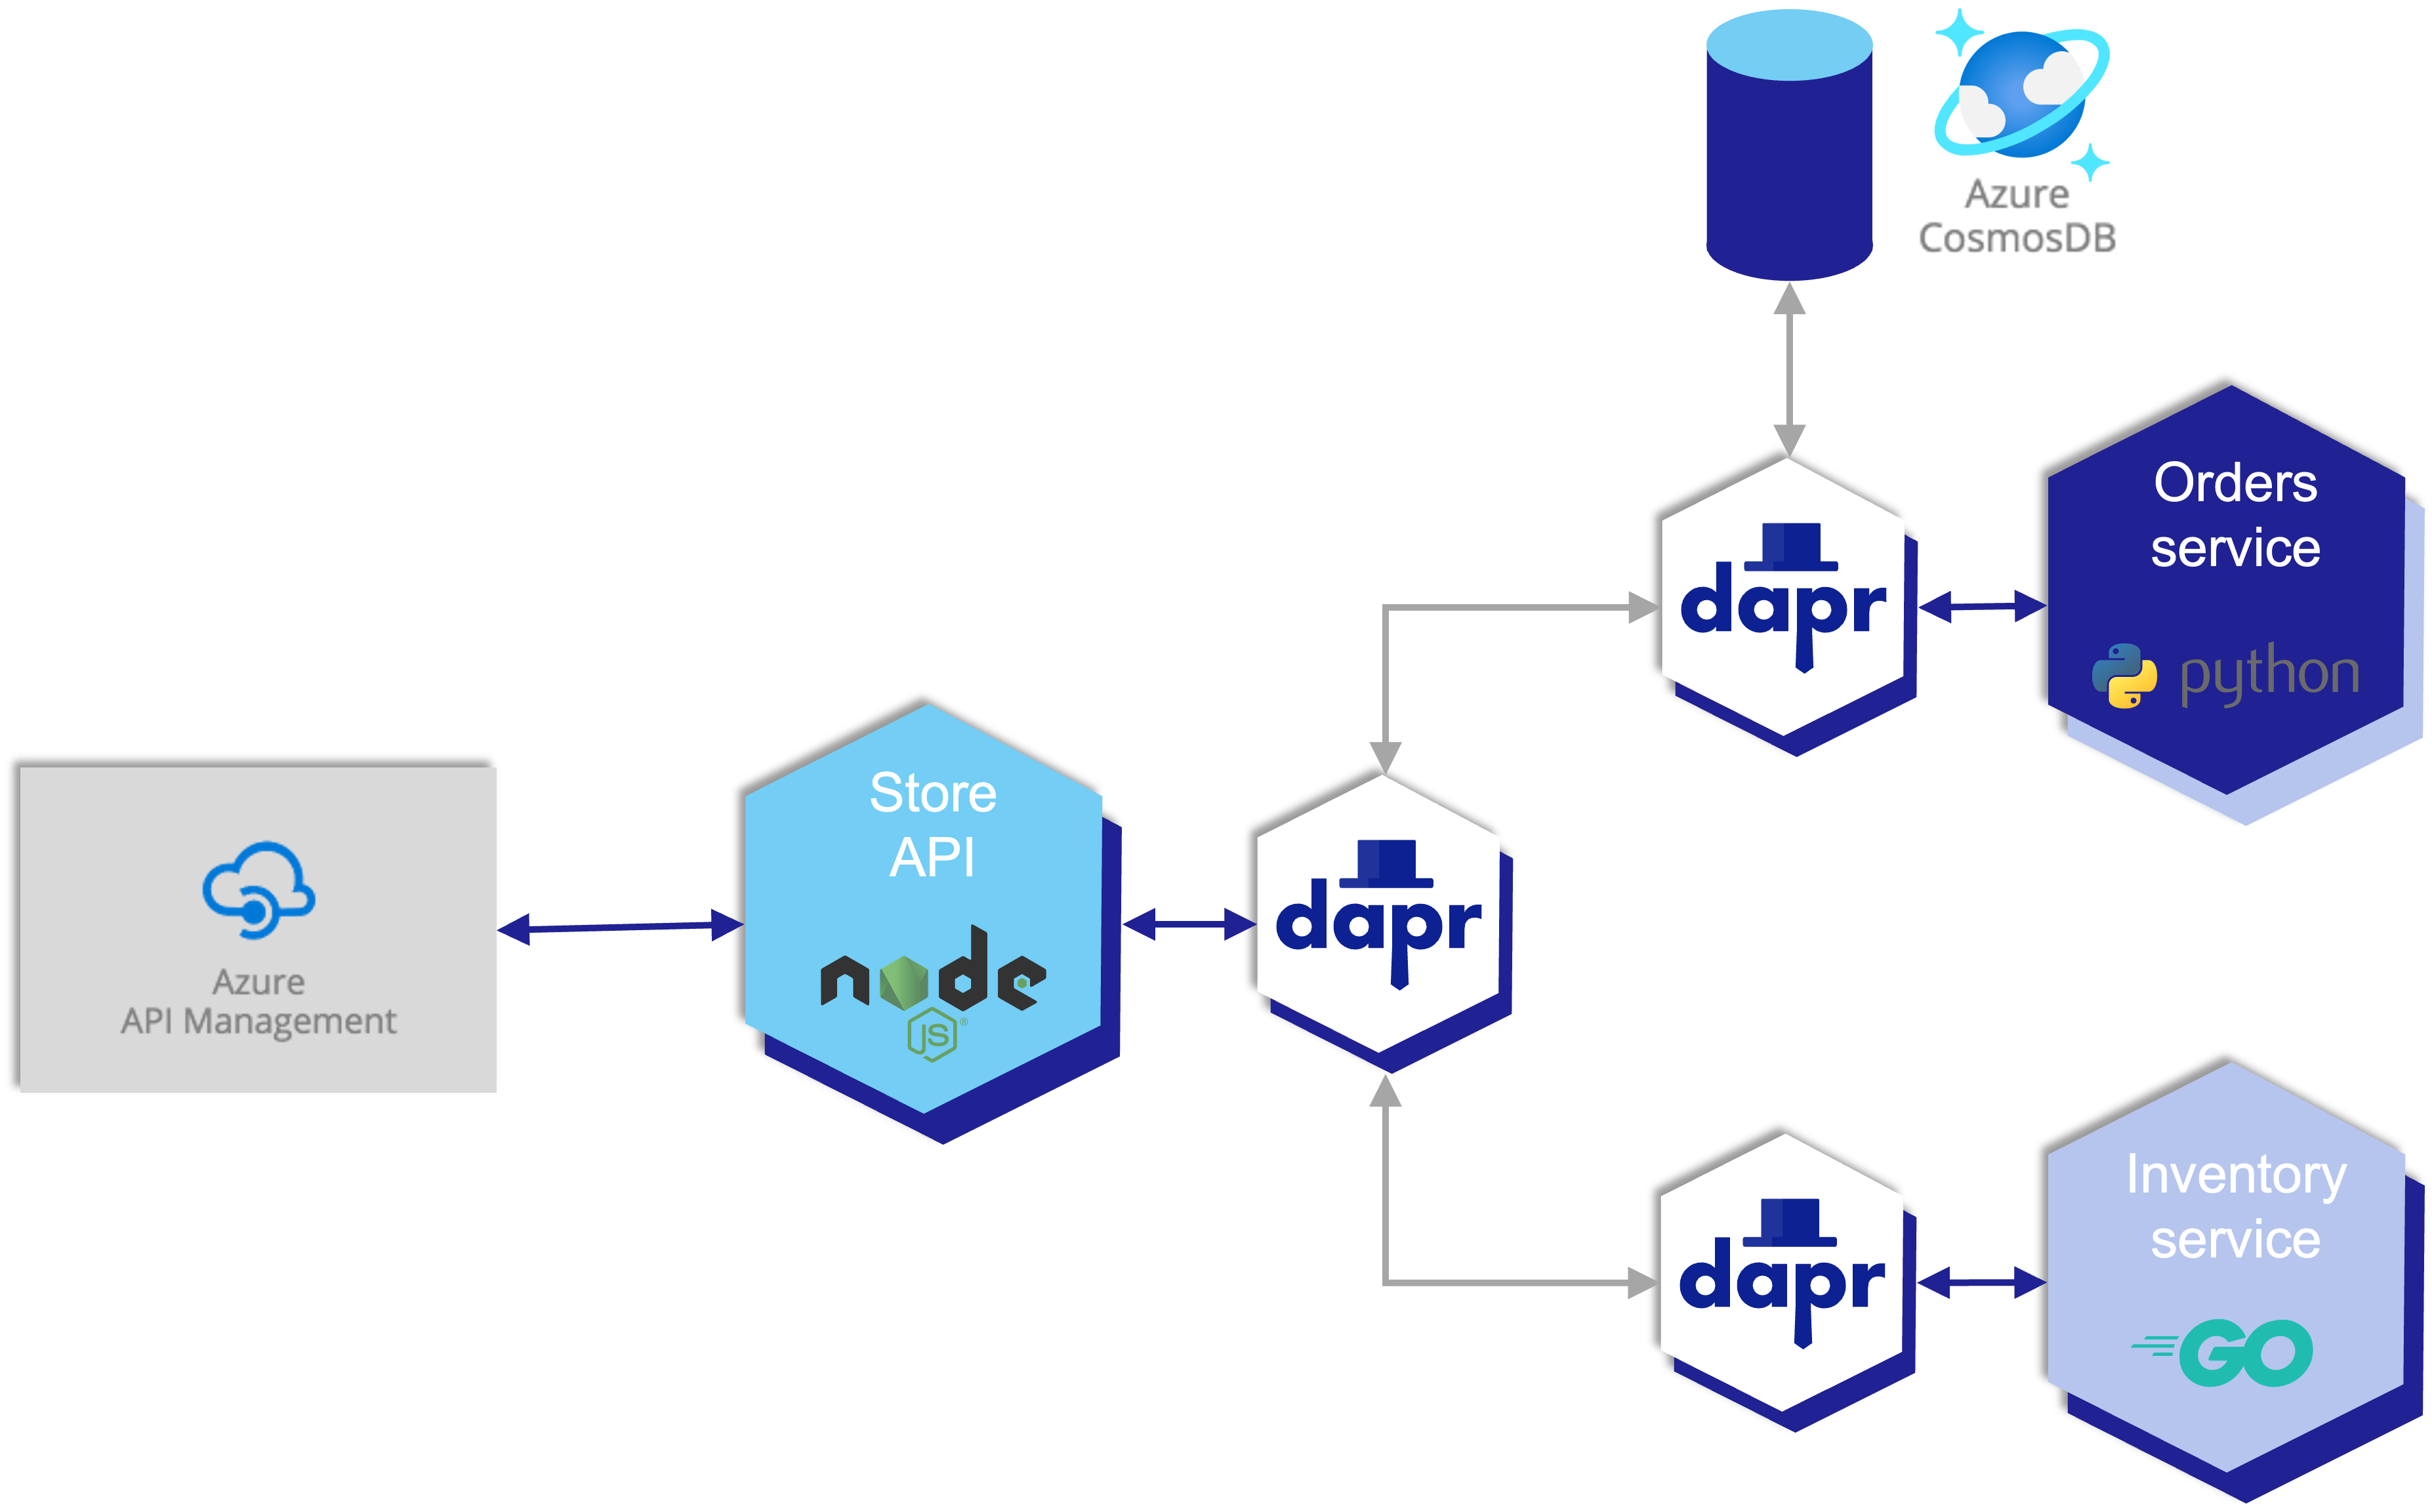 Azure
CosmosDB
Orders
service
python
dapr
Store
API
node
JS
®
dapr
Azure
API Management
dapr
Inventory
service
GO